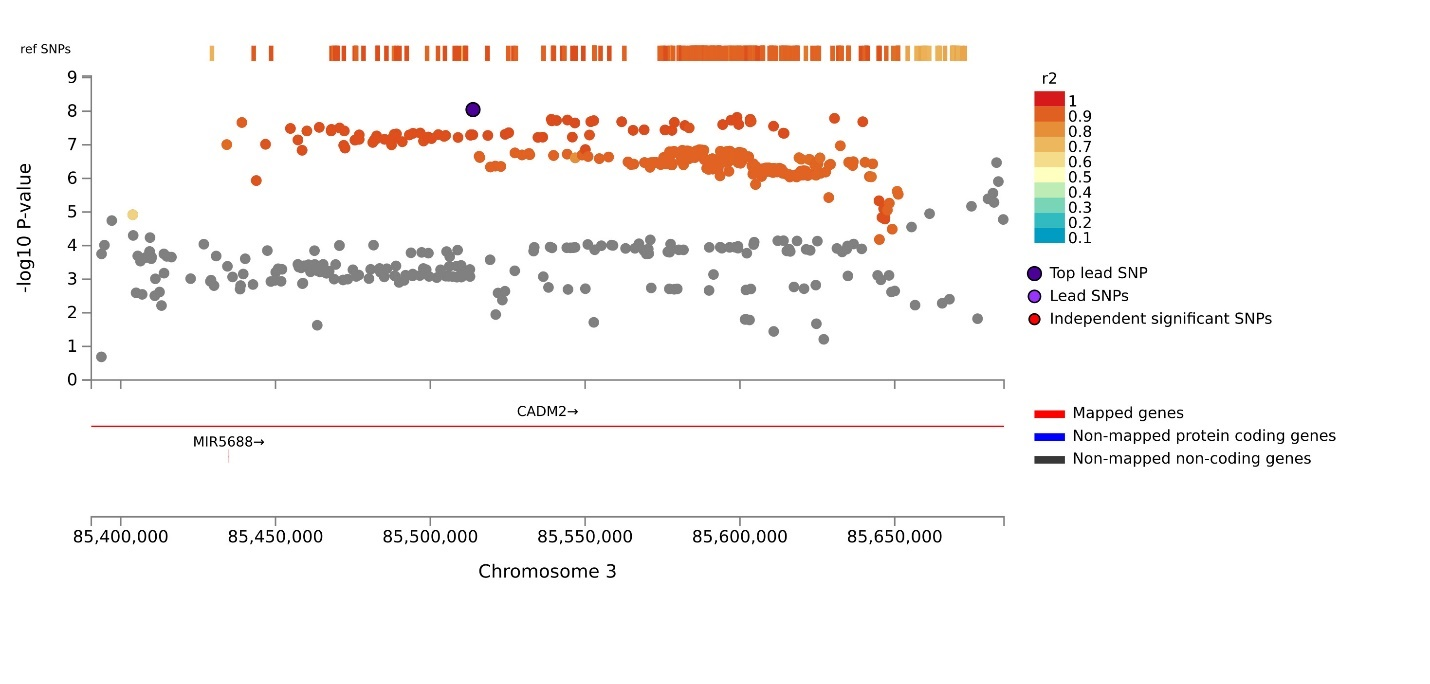 ref SNPs
9
8
7
6
5
4
3
2
1
0
-log10 P-value
r2
1
0.9
0.8
0.7
0.6
0.5
0.4
0.3
0.2
0.1
Top lead SNP
Lead SNPs
Independent significant SNPs
CADM2→
MIR5688→
Mapped genes
Non-mapped protein coding genes
Non-mapped non-coding genes
85,400,000 85,450,000 85,500,000 85,550,000 85,600,000 85,650,000
Chromosome 3